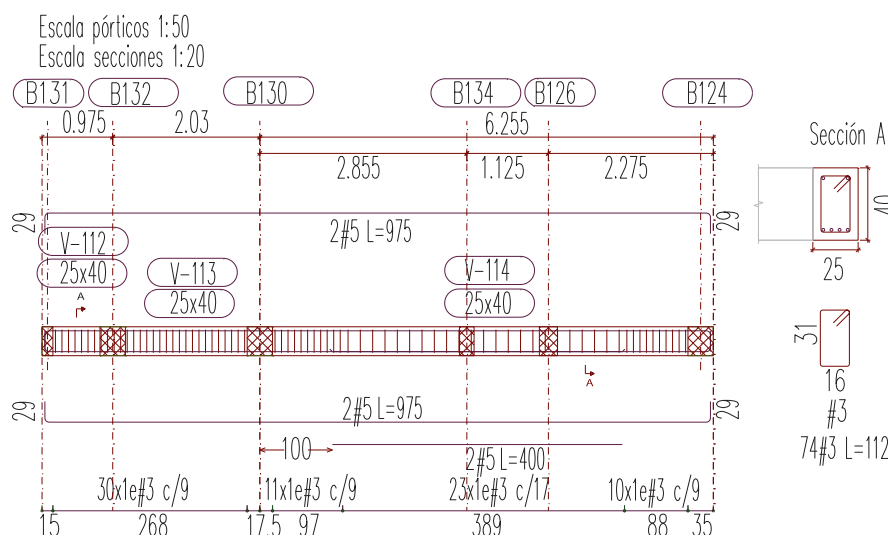 Escala pórticos 1:50
Escala secciones 1:20
B131 B132 B130 B134 B126 B124
0.975 2.03 6.255
2.855 1.125 2.275
Sección A
40
25
29 2#5 L=975 29
V-112
25x40
V-113
25x40
V-114
25x40
A
A
31
16
#3
74#3 L=112
29 2#5 L=975 29
100
2#5 L=400
30x1e#3 c/9 11x1e#3 c/9 23x1e#3 c/17 10x1e#3 c/9
15 268 17.5 97 389 88 35